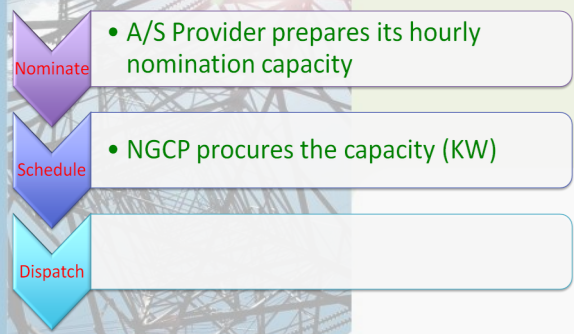 Nominate
• A/S Provider prepares its hourly
nomination capacity
Schedule
• NGCP procures the capacity (KW)
Dispatch